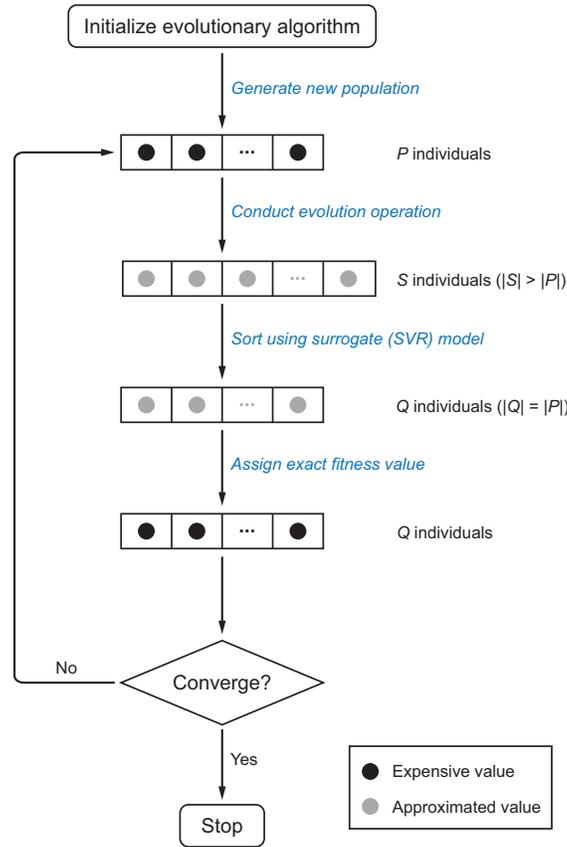 Initialize evolutionary algorithm
Generate new population
... P individuals
Conduct evolution operation
... S individuals (|S| > |P|)
Sort using surrogate (SVR) model
... Q individuals (|Q| = |P|)
Assign exact fitness value
... Q individuals
No
Converge?
Yes
Expensive value
Approximated value
Stop